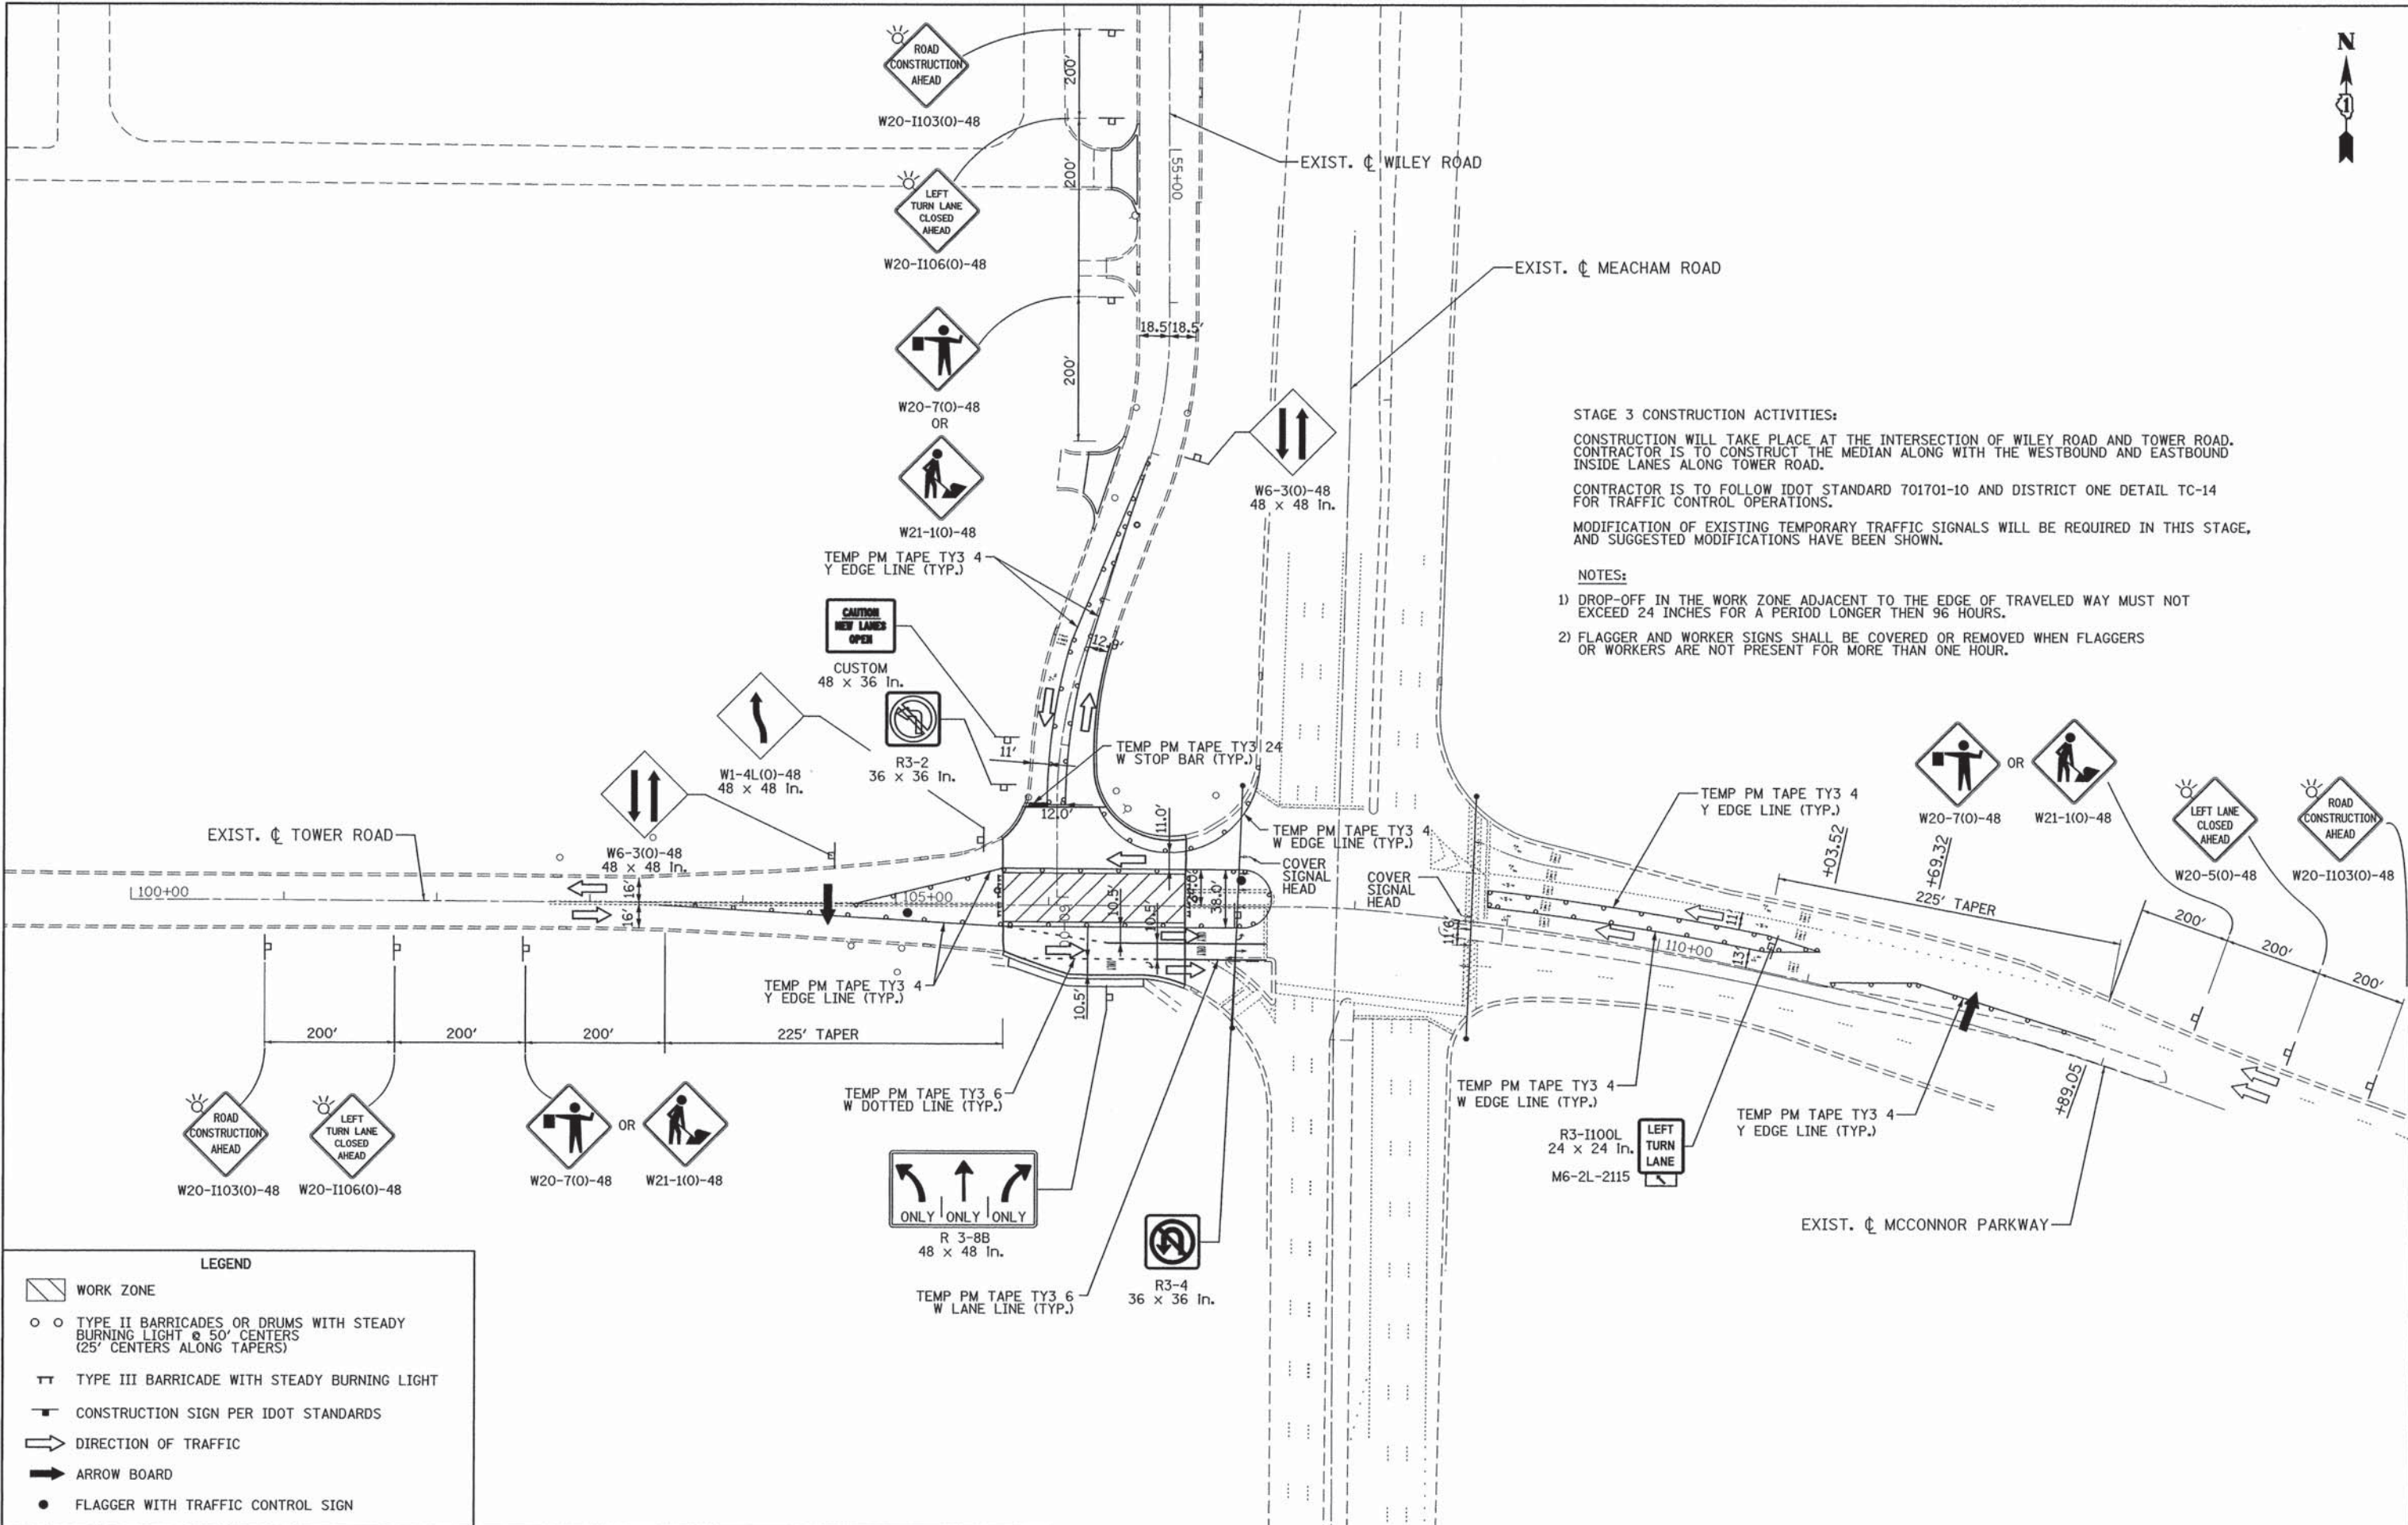 N
1
ROAD
CONSTRUCTION
AHEAD
W20-I103(O)-48
200'
200'
LEFT
TURN LANE
CLOSED
AHEAD
W20-I106(O)-48
L55+00
EXIST. ℄ WILEY ROAD
EXIST. ℄ MEACHAM ROAD
W20-7(O)-48
OR
W21-1(O)-48
200'
18.5'
18.5'
W6-3(O)-48
48 x 48 In.
STAGE 3 CONSTRUCTION ACTIVITIES:
CONSTRUCTION WILL TAKE PLACE AT THE INTERSECTION OF WILEY ROAD AND TOWER ROAD.
CONTRACTOR IS TO CONSTRUCT THE MEDIAN ALONG WITH THE WESTBOUND AND EASTBOUND
INSIDE LANES ALONG TOWER ROAD.
CONTRACTOR IS TO FOLLOW IDOT STANDARD 701701-10 AND DISTRICT ONE DETAIL TC-14
FOR TRAFFIC CONTROL OPERATIONS.
MODIFICATION OF EXISTING TEMPORARY TRAFFIC SIGNALS WILL BE REQUIRED IN THIS STAGE,
AND SUGGESTED MODIFICATIONS HAVE BEEN SHOWN.
NOTES:
1) DROP-OFF IN THE WORK ZONE ADJACENT TO THE EDGE OF TRAVELED WAY MUST NOT
EXCEED 24 INCHES FOR A PERIOD LONGER THEN 96 HOURS.
2) FLAGGER AND WORKER SIGNS SHALL BE COVERED OR REMOVED WHEN FLAGGERS
OR WORKERS ARE NOT PRESENT FOR MORE THAN ONE HOUR.
TEMP PM TAPE TY3 4
Y EDGE LINE (TYP.)
CAUTION
NEW LANES
OPEN
CUSTOM
48 x 36 In.
R3-2
36 x 36 In.
W1-4L(O)-48
48 x 48 In.
W6-3(O)-48
48 x 48 In.
11'
12.0'
TEMP PM TAPE TY3 24
W STOP BAR (TYP.)
11.0'
TEMP PM TAPE TY3 4
W EDGE LINE (TYP.)
COVER
SIGNAL
HEAD
COVER
SIGNAL
HEAD
EXIST. ℄ TOWER ROAD
L100+00
16'
16'
105+00
10.5'
10.5'
38.0'
10.5'
TEMP PM TAPE TY3 4
Y EDGE LINE (TYP.)
200'
200'
200'
225' TAPER
ROAD
CONSTRUCTION
AHEAD
W20-I103(O)-48
LEFT
TURN LANE
CLOSED
AHEAD
W20-I106(O)-48
W20-7(O)-48
OR
W21-1(O)-48
TEMP PM TAPE TY3 6
W DOTTED LINE (TYP.)
ONLY ONLY ONLY
R 3-8B
48 x 48 In.
TEMP PM TAPE TY3 6
W LANE LINE (TYP.)
R3-4
36 x 36 In.
TEMP PM TAPE TY3 4
Y EDGE LINE (TYP.)
W20-7(O)-48
OR
W21-1(O)-48
LEFT LANE
CLOSED
AHEAD
W20-5(O)-48
ROAD
CONSTRUCTION
AHEAD
W20-I103(O)-48
+03.52
+69.32
225' TAPER
200'
200'
200'
11'
13'
110+00
TEMP PM TAPE TY3 4
W EDGE LINE (TYP.)
R3-I100L
24 x 24 In.
M6-2L-2115
LEFT
TURN
LANE
TEMP PM TAPE TY3 4
Y EDGE LINE (TYP.)
+89.05
EXIST. ℄ MCCONNOR PARKWAY
LEGEND
WORK ZONE
TYPE II BARRICADES OR DRUMS WITH STEADY
BURNING LIGHT @ 50' CENTERS
(25' CENTERS ALONG TAPERS)
TYPE III BARRICADE WITH STEADY BURNING LIGHT
CONSTRUCTION SIGN PER IDOT STANDARDS
DIRECTION OF TRAFFIC
ARROW BOARD
FLAGGER WITH TRAFFIC CONTROL SIGN